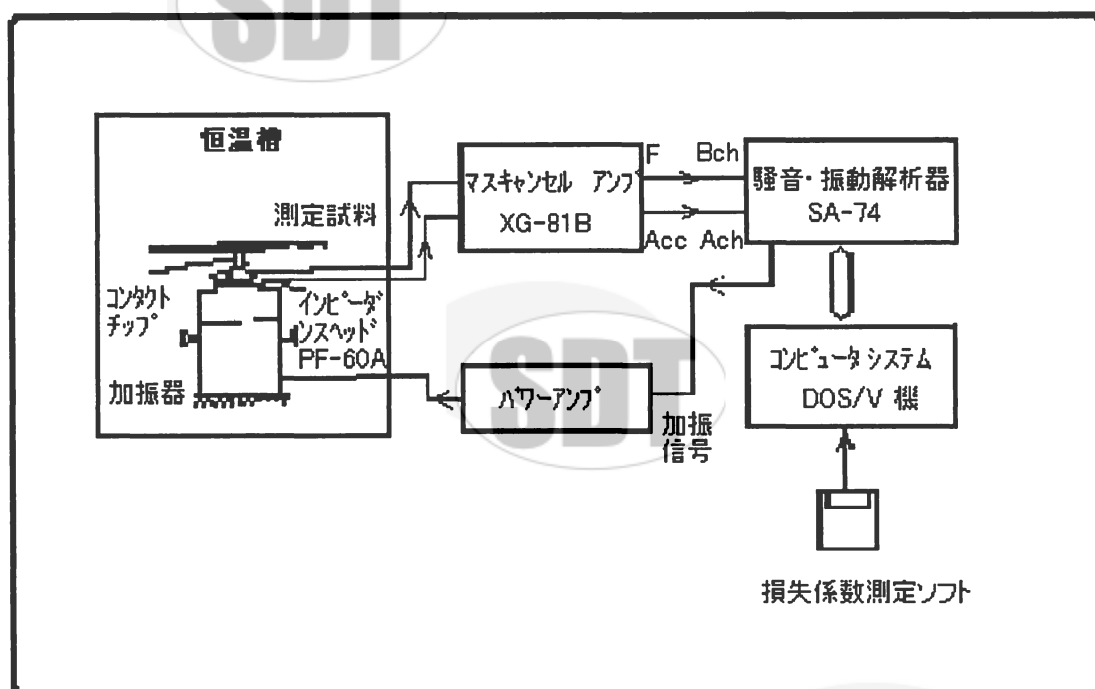 SDT
恒温槽
測定試料
コンタクト
チップ
加振器
インピーダ
ンスヘッド
PF-60A
マスキャンセル アンプ
XG-81B
F Bch
Acc Ach
騒音・振動解析器
SA-74
パワーアンプ
加振
信号
SDT
コンピュータシステム
DOS/V 機
損失係数測定ソフト